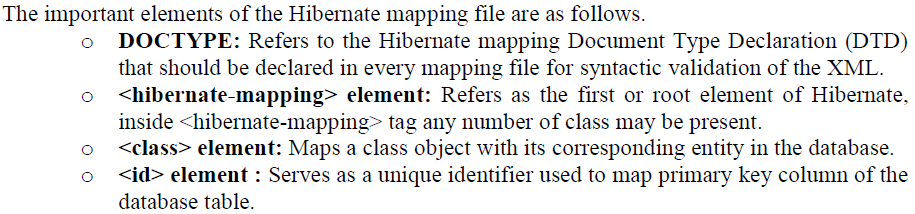 The important elements of the Hibernate mapping file are as follows.
o DOCTYPE: Refers to the Hibernate mapping Document Type Declaration (DTD)
that should be declared in every mapping file for syntactic validation of the XML.
o <hibernate-mapping> element: Refers as the first or root element of Hibernate,
inside <hibernate-mapping> tag any number of class may be present.
o <class> element: Maps a class object with its corresponding entity in the database.
o <id> element : Serves as a unique identifier used to map primary key column of the
database table.